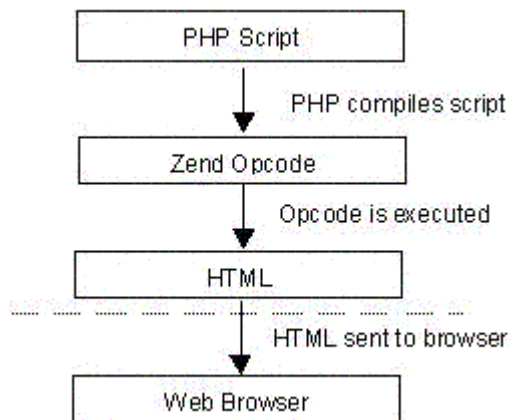 PHP Script
PHP compiles script
Zend Opcode
Opcode is executed
HTML
HTML sent to browser
Web Browser